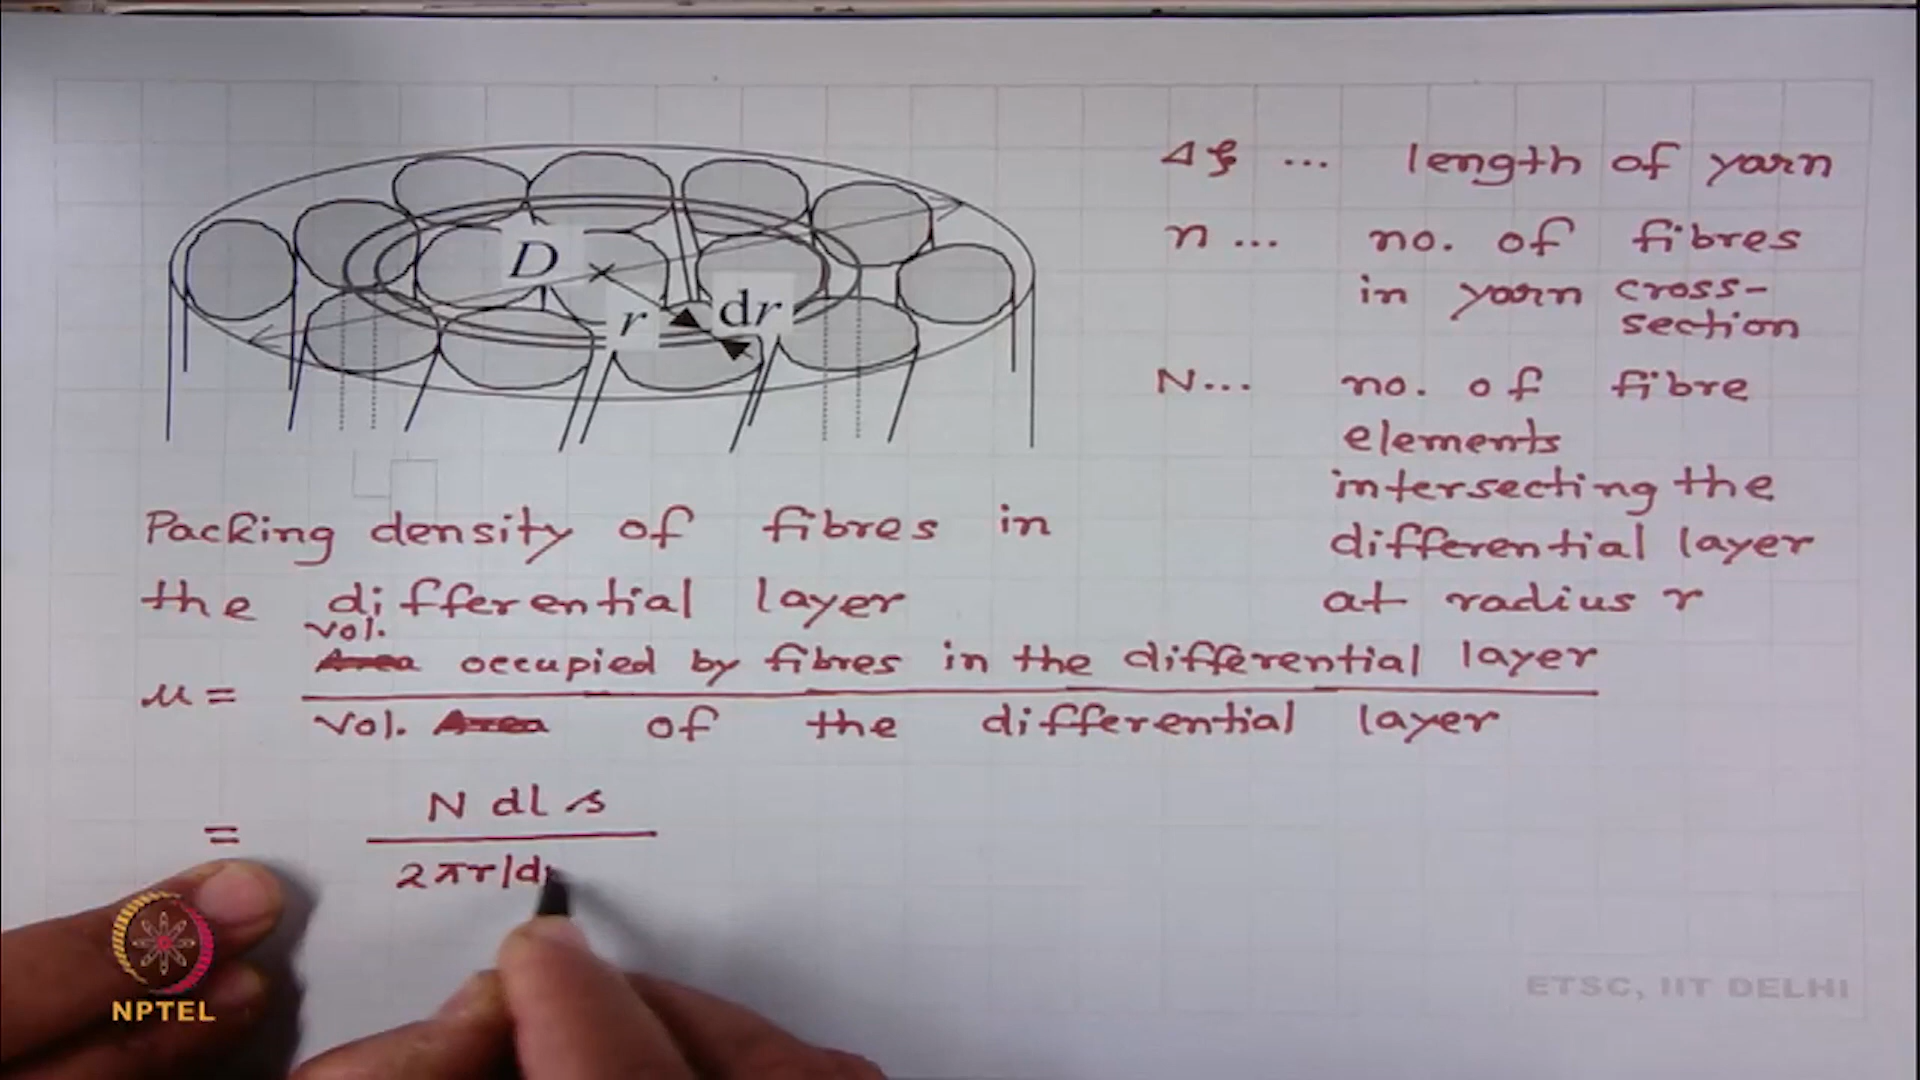 D
r
dr
Δξ ... length of yarn
n ... no. of fibres
in yarn cross-
section
N... no. of fibre
elements
intersecting the
differential layer
at radius r
Packing density of fibres in
the differential layer
vol.
Area occupied by fibres in the differential layer
μ =
Vol. Area of the differential layer
N dl s
=
2πr|dr
NPTEL
ETSC, IIT DELHI